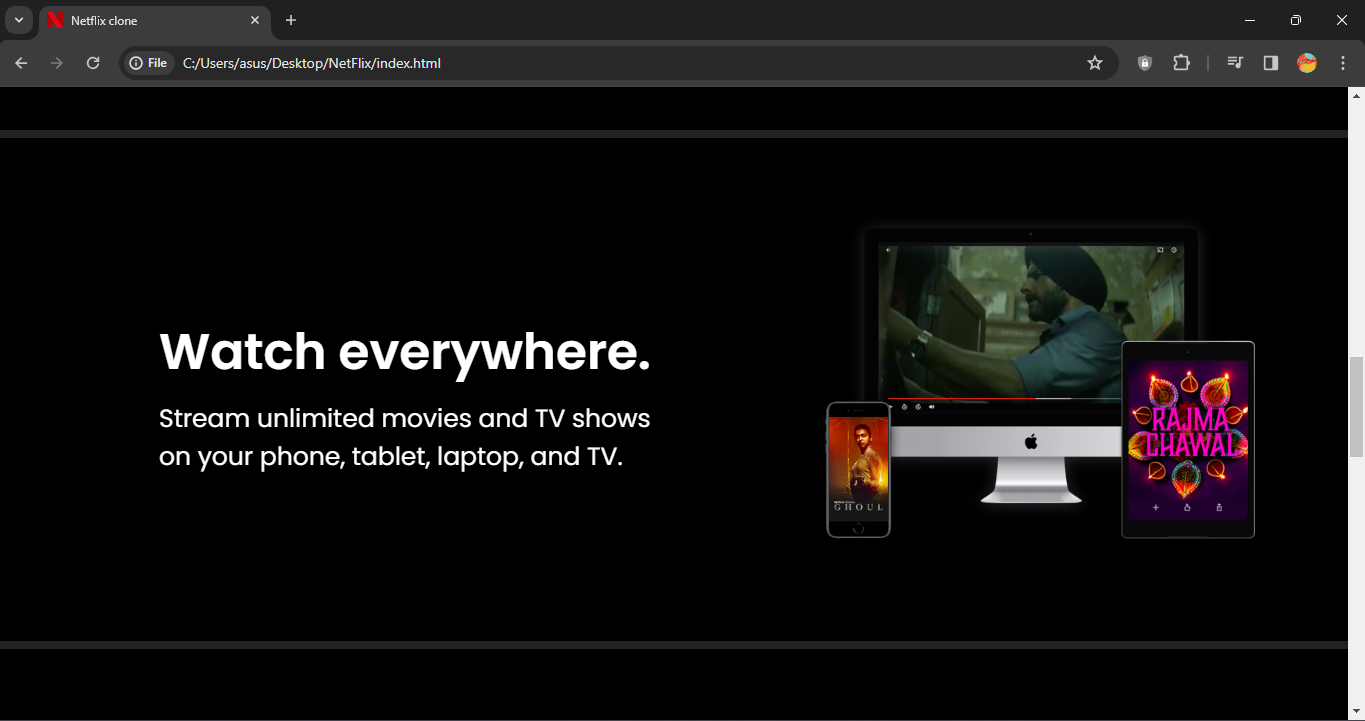 Netflix clone
File
C:/Users/asus/Desktop/NetFlix/index.html
Watch everywhere.
Stream unlimited movies and TV shows
on your phone, tablet, laptop, and TV.
RAJMA
CHAWAL
GHOUL